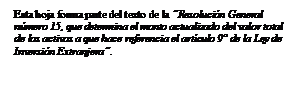 Esta hoja forma parte del texto de la "Resolución General
número 15, que determina el monto actualizado del valor total
de los activos a que hace referencia el artículo 9º de la Ley de
Inversión Extranjera".